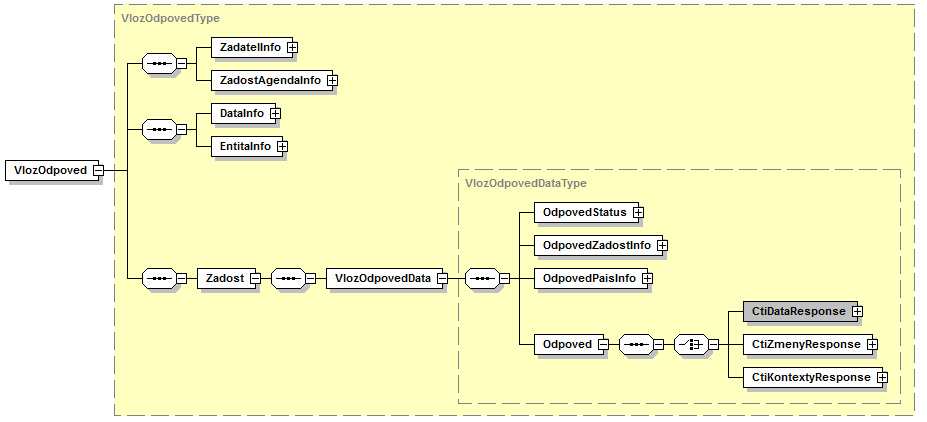 VlozOdpovedType
ZadatelInfo
ZadostAgendaInfo
DataInfo
EntitaInfo
VlozOdpoved
VlozOdpovedDataType
OdpovedStatus
OdpovedZadostInfo
Zadost
VlozOdpovedData
OdpovedPaisInfo
CtiDataResponse
Odpoved
CtiZmenyResponse
CtiKontextyResponse